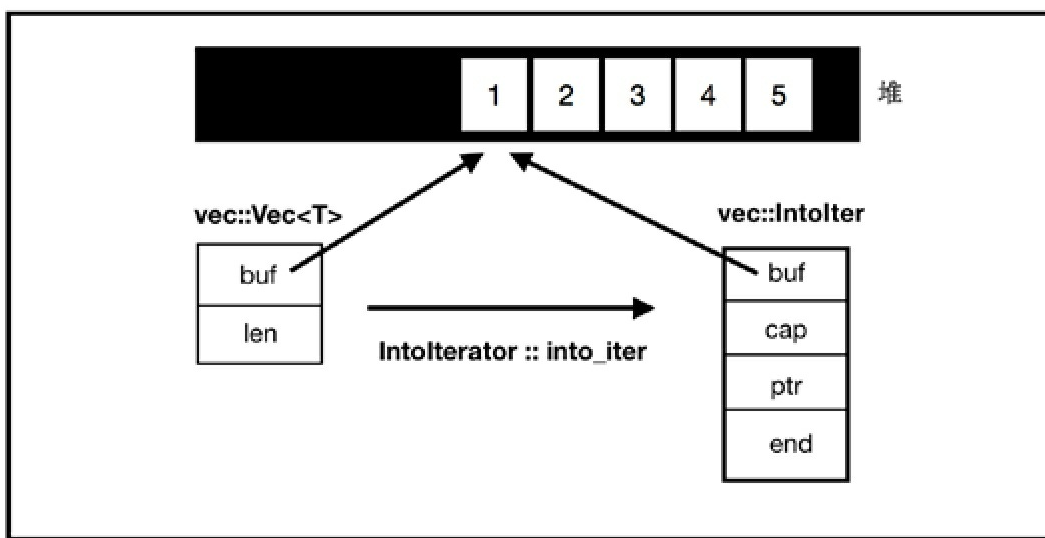 1 2 3 4 5
堆
vec::Vec<T>
vec::IntoIter
buf
len
IntoIterator :: into_iter
buf
cap
ptr
end